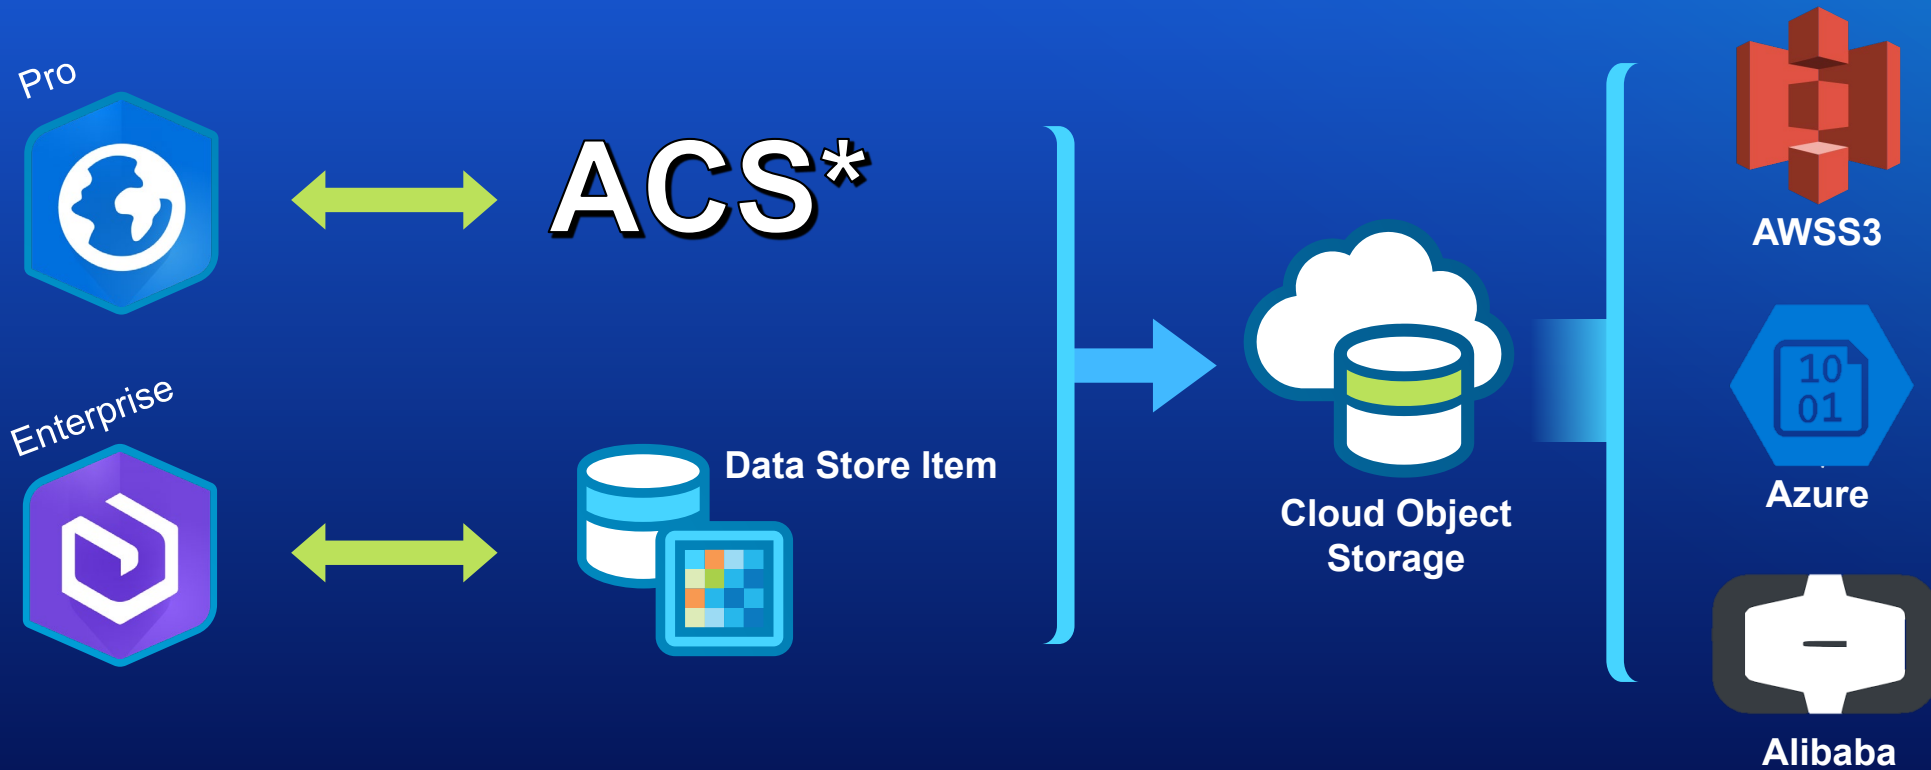 Pro
ACS*
AWSS3
Enterprise
Data Store Item
10
01
Azure
Cloud Object
Storage
Alibaba